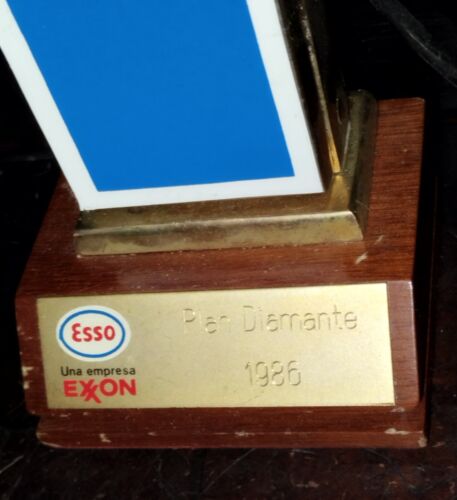 Esso
Una empresa
EXXON
Plan Diamante
1986